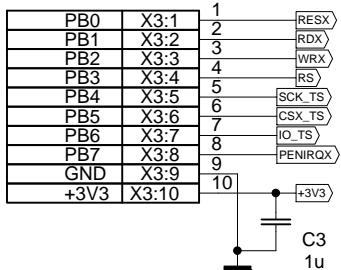 PB0 X3:1 1 RESX
PB1 X3:2 2 RDX
PB2 X3:3 3 WRX
PB3 X3:4 4 RS
PB4 X3:5 5 SCK_TS
PB5 X3:6 6 CSX_TS
PB6 X3:7 7 IO_TS
PB7 X3:8 8 PENIRQX
GND X3:9 9
+3V3 X3:10 10 +3V3
C3
1u